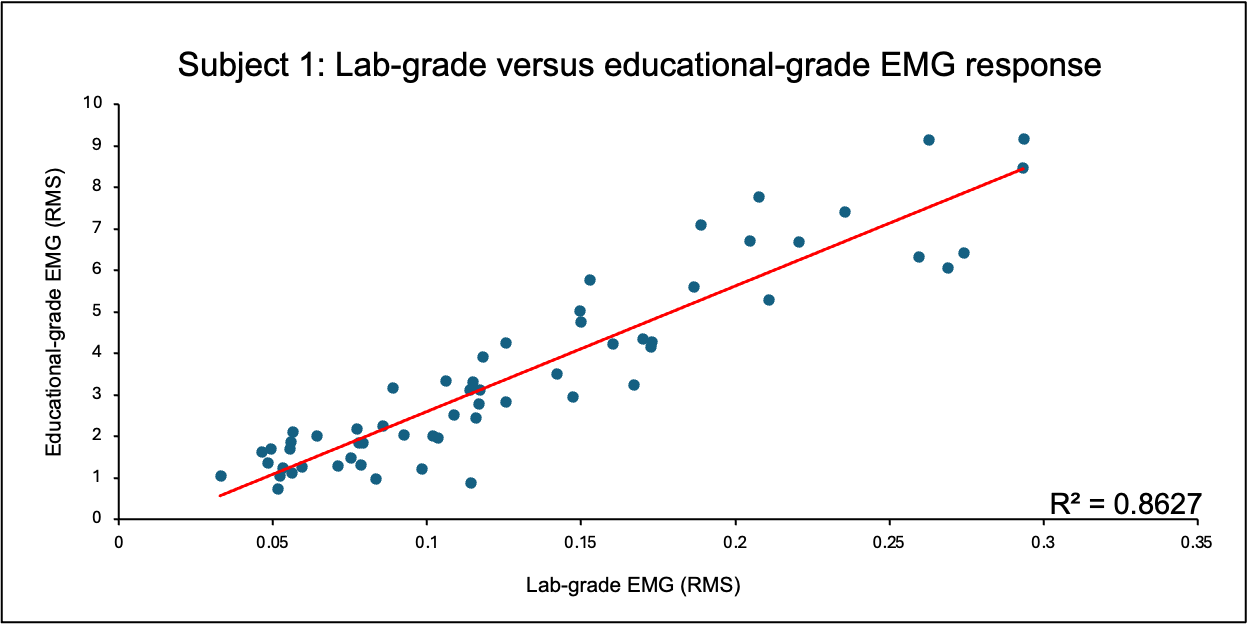 Subject 1: Lab-grade versus educational-grade EMG response
Educational-grade EMG (RMS)
10
9
8
7
6
5
4
3
2
1
0
R² = 0.8627
0 0.05 0.1 0.15 0.2 0.25 0.3 0.35
Lab-grade EMG (RMS)